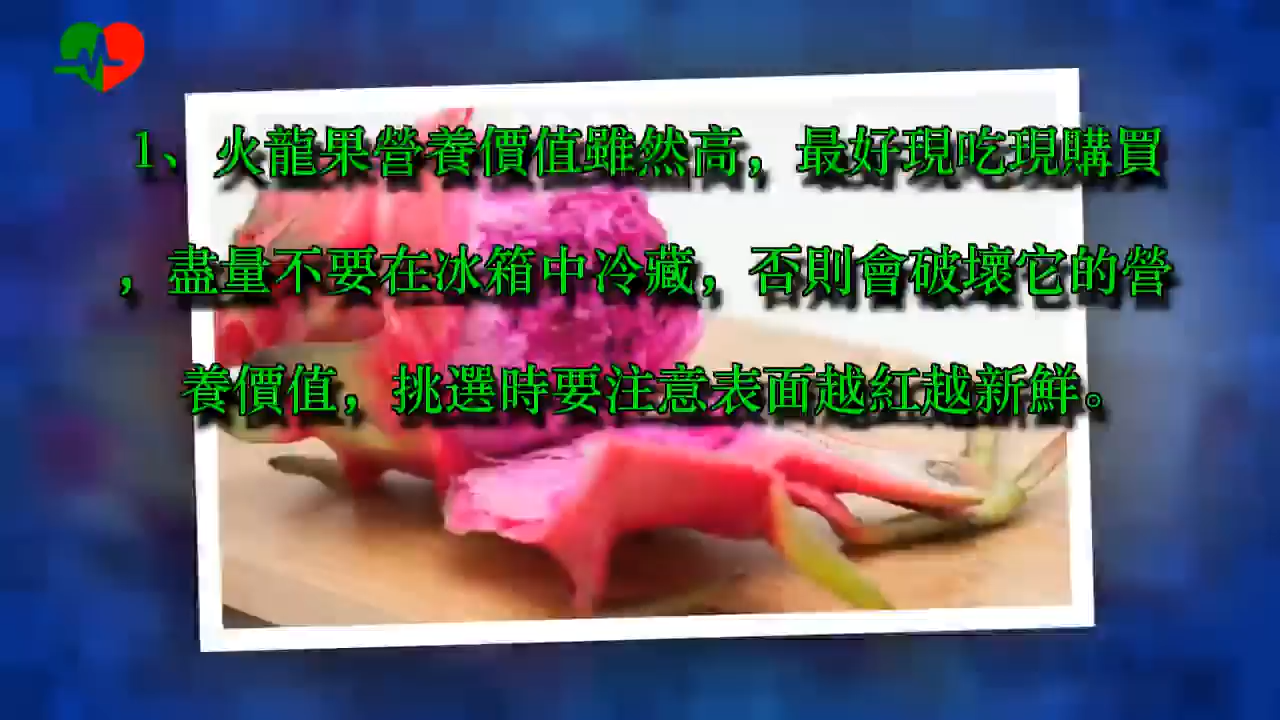 1、火龍果營養價值雖然高，最好現吃現購買
，盡量不要在冰箱中冷藏，否則會破壞它的營
養價值，挑選時要注意表面越紅越新鮮。